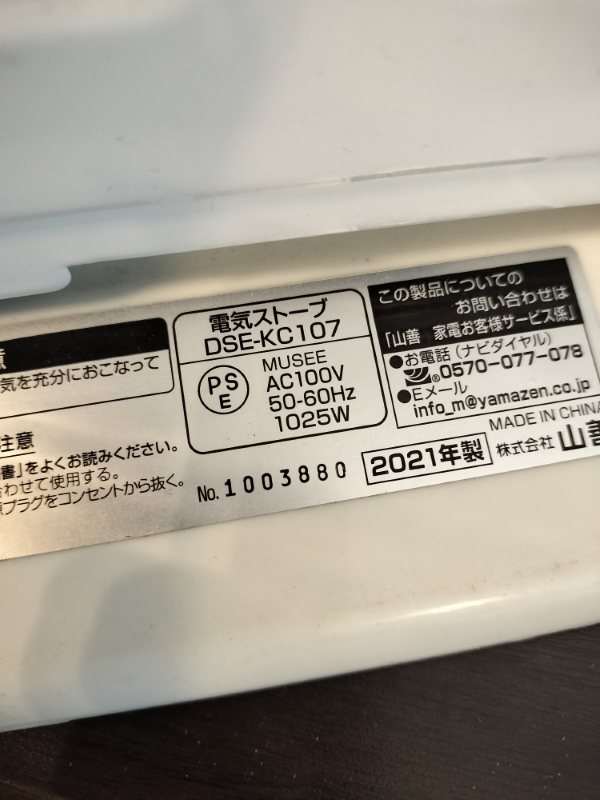 意
気を充分におこなって
注意
書」をよくお読みください。
合わせて使用する。
プラグをコンセントから抜く。
電気ストーブ
DSE-KC107
PS
E
MUSEE
AC100V
50-60Hz
1025W
No. 1003880
2021年製
この製品についての
お問い合わせは
「山善 家電お客様サービス係」
●お電話（ナビダイヤル）
® 0570-077-078
●Eメール
info_m@yamazen.co.jp
MADE IN CHINA
株式会社 山善